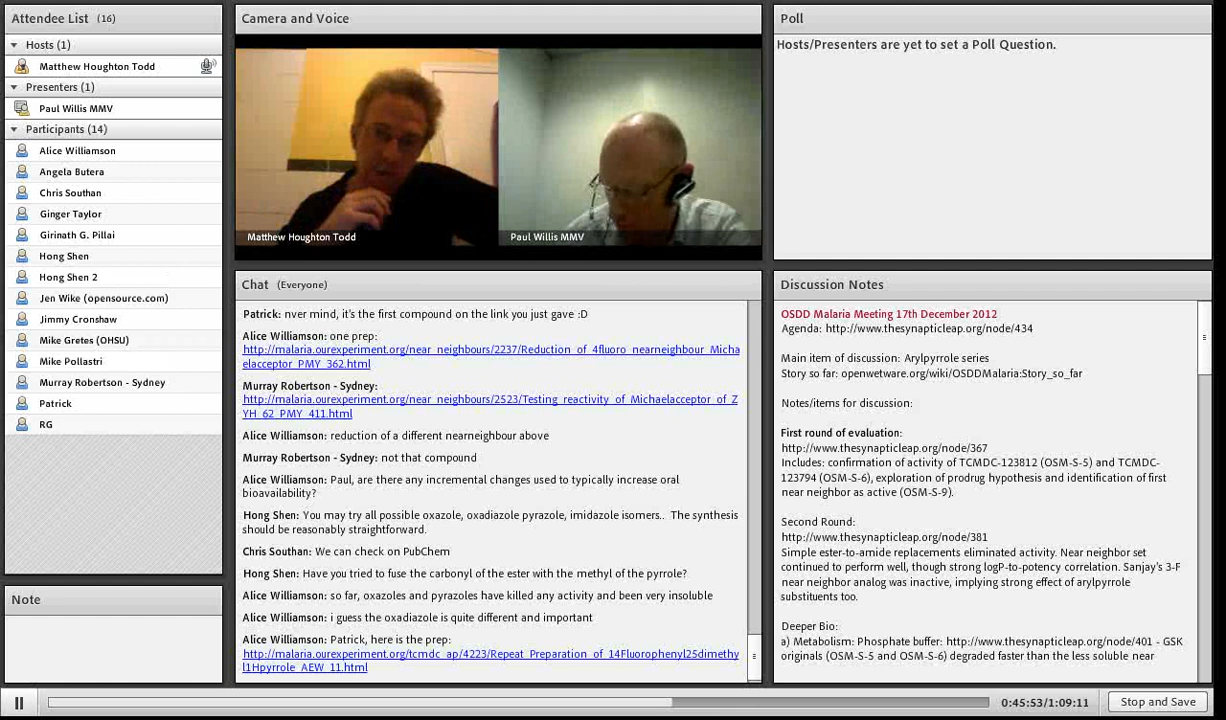 Attendee List (16)
Hosts (1)
Matthew Houghton Todd
Presenters (1)
Paul Willis MMV
Participants (14)
Alice Williamson
Angela Butera
Chris Southan
Ginger Taylor
Girinath G. Pillai
Hong Shen
Hong Shen 2
Jen Wike (opensource.com)
Jimmy Cronshaw
Mike Gretes (OHSU)
Mike Pollastri
Murray Robertson - Sydney
Patrick
RG
Note
Camera and Voice
Matthew Houghton Todd
Paul Willis MMV
Chat (Everyone)
Patrick: nver mind, it's the first compound on the link you just gave :D
Alice Williamson: one prep:
http://malaria.ourexperiment.org/near_neighbours/2237/Reduction_of_4fluoro_nearneighbour_Micha
elacceptor_PMY_362.html
Murray Robertson - Sydney:
http://malaria.ourexperiment.org/near_neighbours/2523/Testing_reactivity_of_Michaelacceptor_of_Z
YH_62_PMY_411.html
Alice Williamson: reduction of a different nearneighbour above
Murray Robertson - Sydney: not that compound
Alice Williamson: Paul, are there any incremental changes used to typically increase oral
bioavailability?
Hong Shen: You may try all possible oxazole, oxadiazole pyrazole, imidazole isomers.. The synthesis
should be reasonably straightforward.
Chris Southan: We can check on PubChem
Hong Shen: Have you tried to fuse the carbonyl of the ester with the methyl of the pyrrole?
Alice Williamson: so far, oxazoles and pyrazoles have killed any activity and been very insoluble
Alice Williamson: i guess the oxadiazole is quite different and important
Alice Williamson: Patrick, here is the prep:
http://malaria.ourexperiment.org/tcmdc_ap/4223/Repeat_Preparation_of_14Fluorophenyl25dimethy
l1Hpyrrole_AEW_11.html
Poll
Hosts/Presenters are yet to set a Poll Question.
Discussion Notes
OSDD Malaria Meeting 17th December 2012
Agenda: http://www.thesynapticleap.org/node/434
Main item of discussion: Arylpyrrole series
Story so far: openwetware.org/wiki/OSDDMalaria:Story_so_far
Notes/items for discussion:
First round of evaluation:
http://www.thesynapticleap.org/node/367
Includes: confirmation of activity of TCMDC-123812 (OSM-S-5) and TCMDC-
123794 (OSM-S-6), exploration of prodrug hypothesis and identification of first
near neighbor as active (OSM-S-9).
Second Round:
http://www.thesynapticleap.org/node/381
Simple ester-to-amide replacements eliminated activity. Near neighbor set
continued to perform well, though strong logP-to-potency correlation. Sanjay's 3-F
near neighbor analog was inactive, implying strong effect of arylpyrrole
substituents too.
Deeper Bio:
a) Metabolism: Phosphate buffer: http://www.thesynapticleap.org/node/401 - GSK
originals (OSM-S-5 and OSM-S-6) degraded faster than the less soluble near
0:45:53/1:09:11
Stop and Save